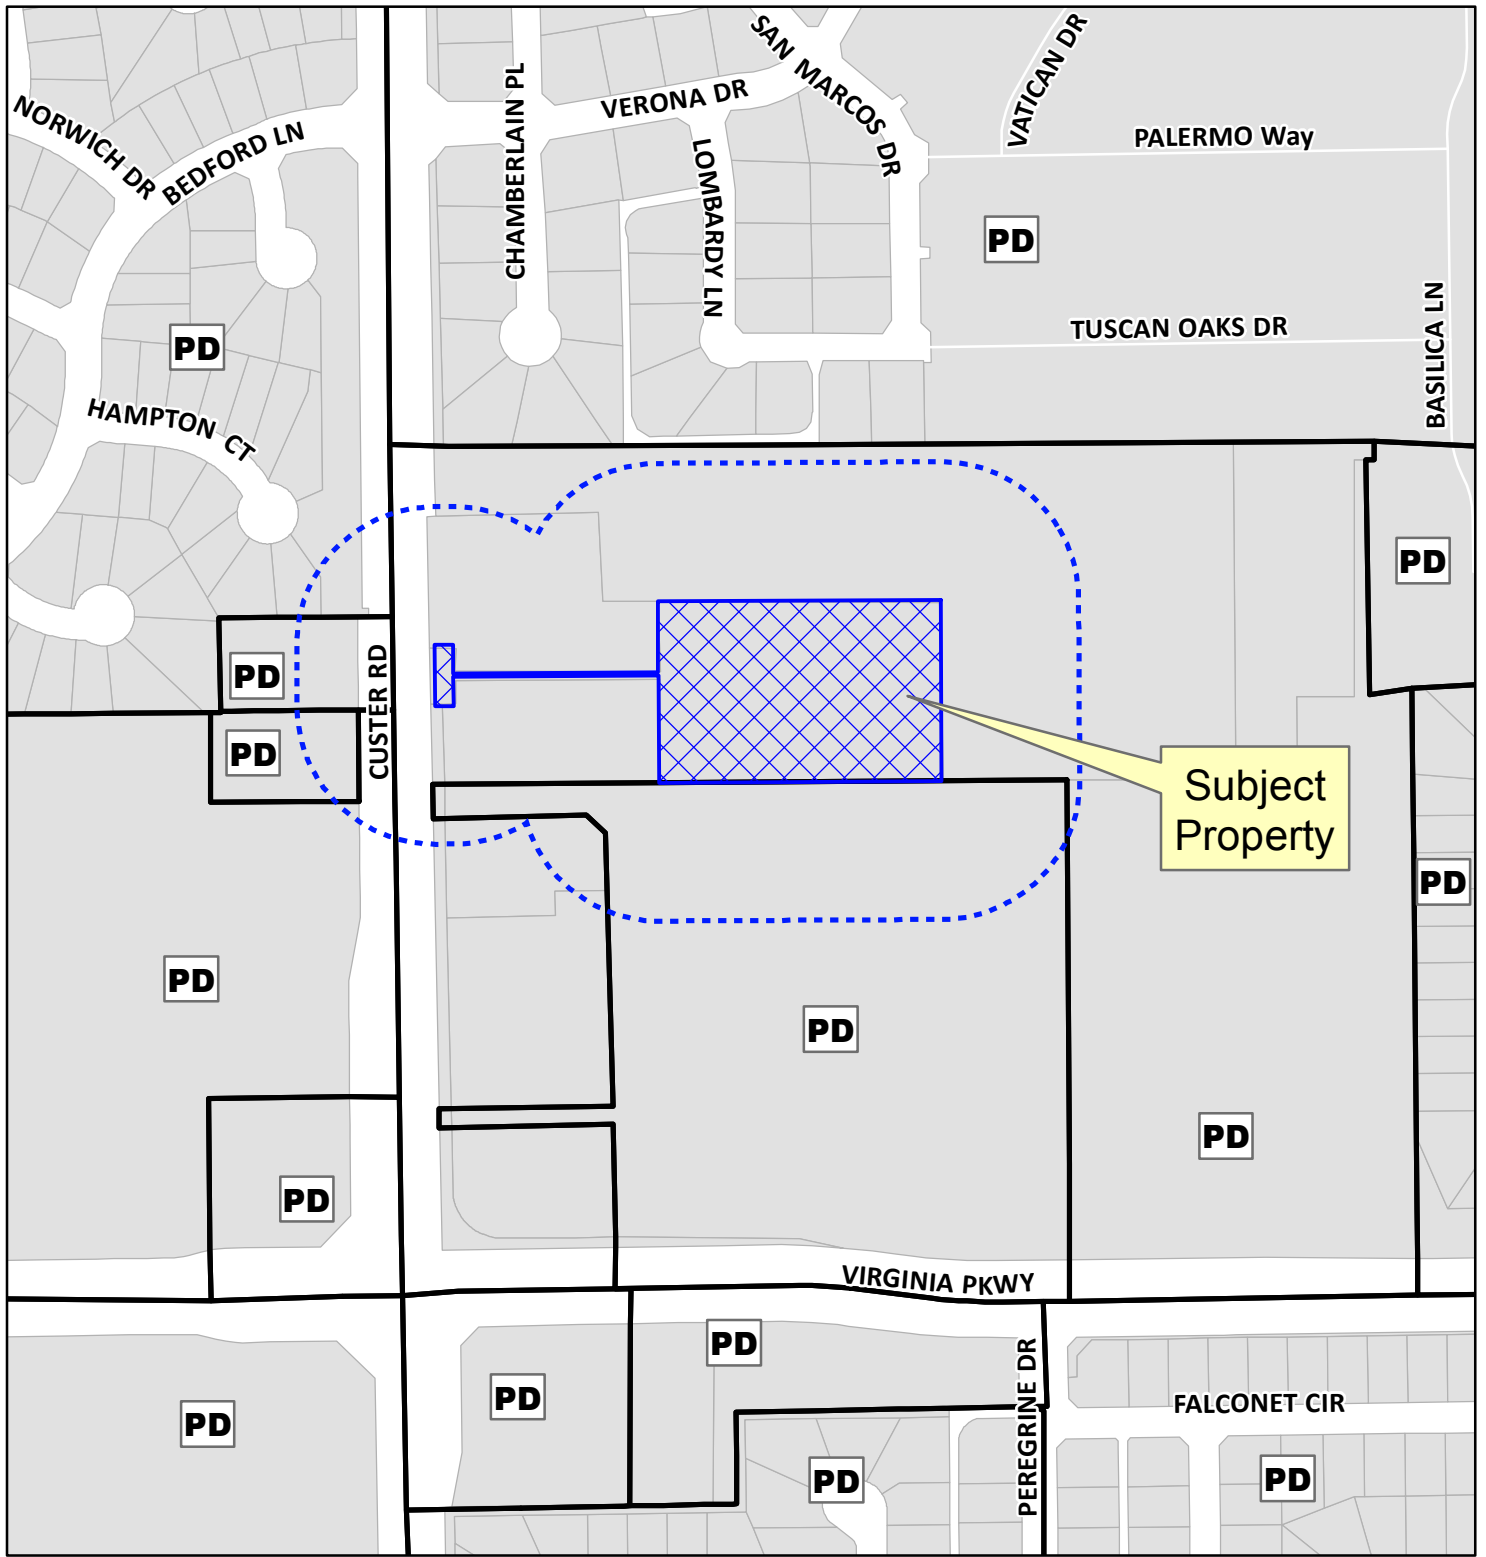 SAN MARCOS DR
VATICAN DR
CHAMBERLAIN PL
VERONA DR
NORWICH DR
BEDFORD LN
PALERMO Way
LOMBARDY LN
PD
BASILICA LN
TUSCAN OAKS DR
PD
HAMPTON CT
PD
PD
CUSTER RD
PD
Subject
Property
PD
PD
PD
PD
PD
VIRGINIA PKWY
PD
PEREGRINE DR
PD
FALCONET CIR
PD
PD
PD